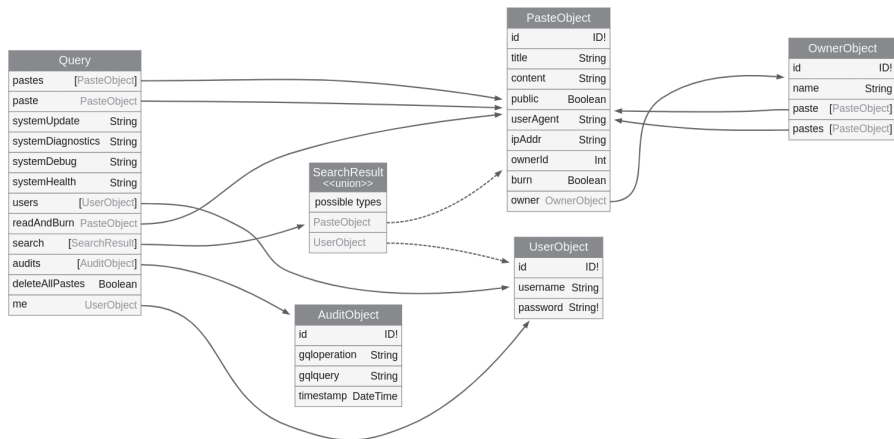 Query
pastes [PasteObject]
paste PasteObject
systemUpdate String
systemDiagnostics String
systemDebug String
systemHealth String
users [UserObject]
readAndBurn PasteObject
search [SearchResult]
audits [AuditObject]
deleteAllPastes Boolean
me UserObject
SearchResult
<<union>>
possible types
PasteObject
UserObject
AuditObject
id ID!
gqloperation String
gqlquery String
timestamp DateTime
PasteObject
id ID!
title String
content String
public Boolean
userAgent String
ipAddr String
ownerId Int
burn Boolean
owner OwnerObject
UserObject
id ID!
username String
password String!
OwnerObject
id ID!
name String
paste [PasteObject]
pastes [PasteObject]